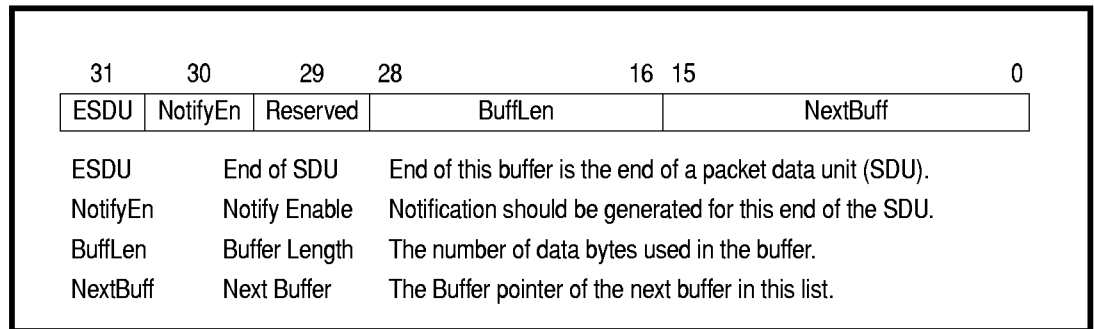 31 30 29 28 16 15 0
ESDU NotifyEn Reserved BuffLen NextBuff
ESDU End of SDU End of this buffer is the end of a packet data unit (SDU).
NotifyEn Notify Enable Notification should be generated for this end of the SDU.
BuffLen Buffer Length The number of data bytes used in the buffer.
NextBuff Next Buffer The Buffer pointer of the next buffer in this list.